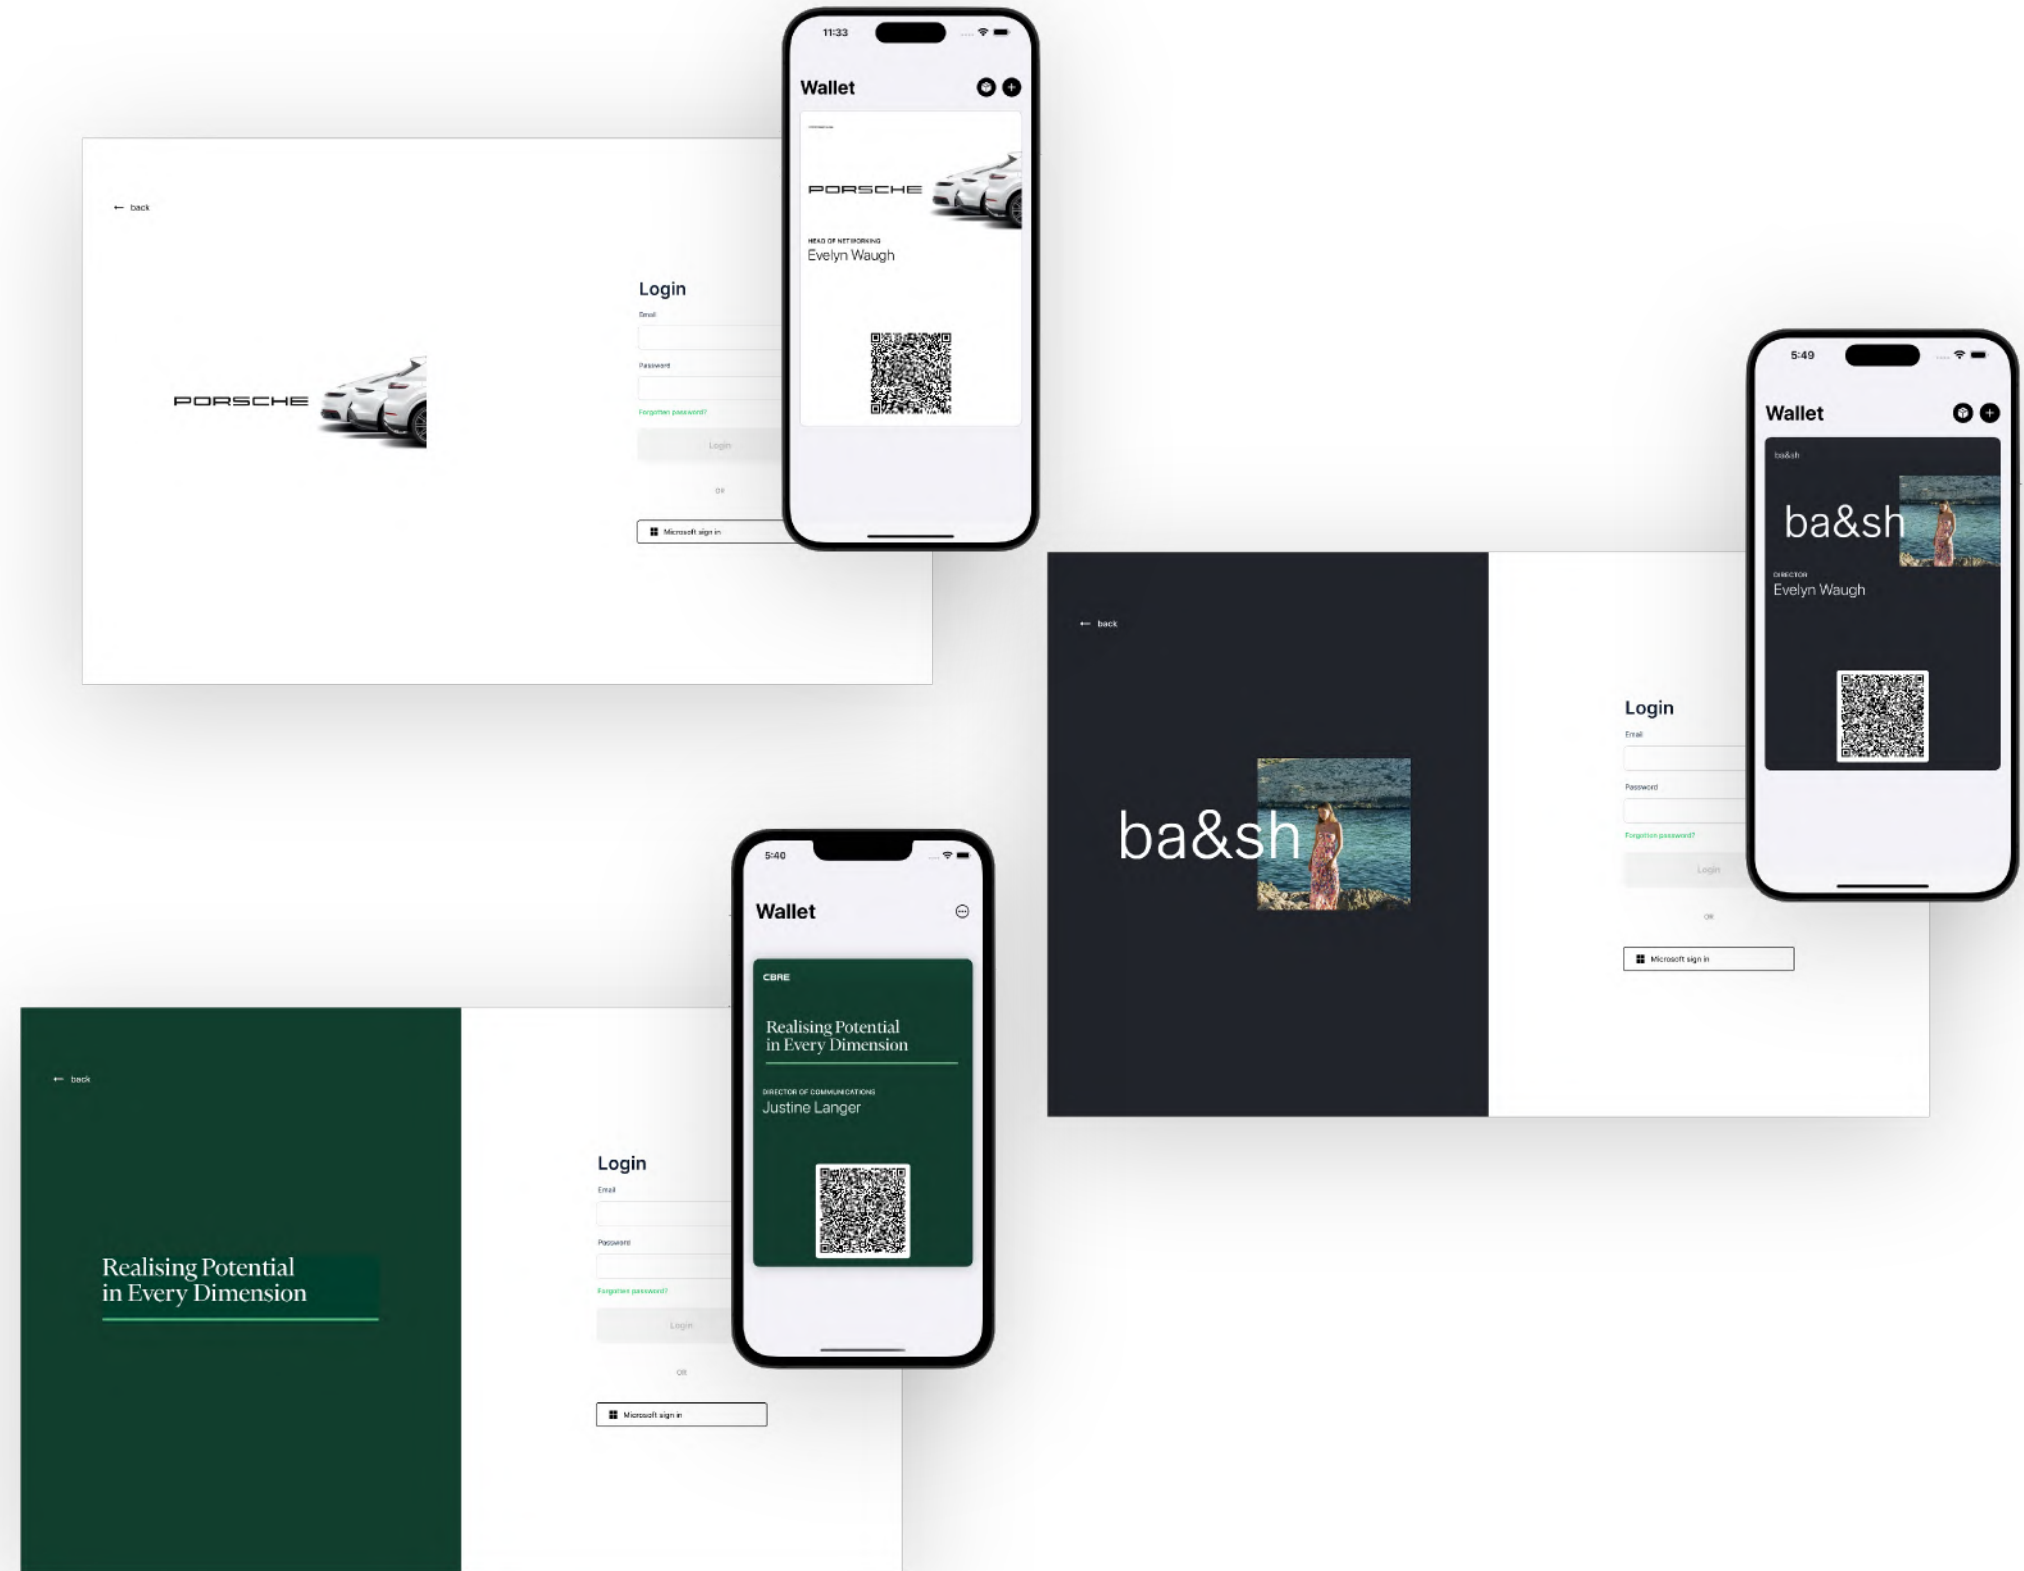 11:33
Wallet
PORSCHE
HEAD OF NETWORKING
Evelyn Waugh
← back
PORSCHE
Login
Email
Password
Forgotten password?
Login
OR
Microsoft sign in
5:49
Wallet
ba&sh
ba&sh
DIRECTOR
Evelyn Waugh
← back
ba&sh
Login
Email
Password
Forgotten password?
Login
OR
Microsoft sign in
5:40
Wallet
CBRE
Realising Potential
in Every Dimension
DIRECTOR OF COMMUNICATIONS
Justine Langer
← back
Realising Potential
in Every Dimension
Login
Email
Password
Forgotten password?
Login
OR
Microsoft sign in